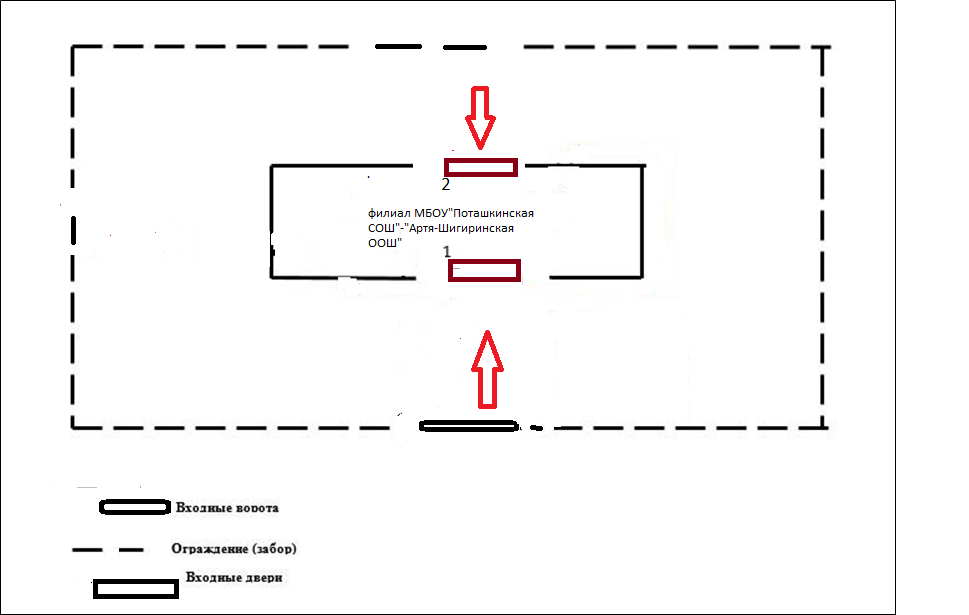 2
филиал МБОУ"Поташкинская
СОШ"-"Артя-Шигиринская
ООШ"
1
Входные ворота
Ограждение (забор)
Входные двери